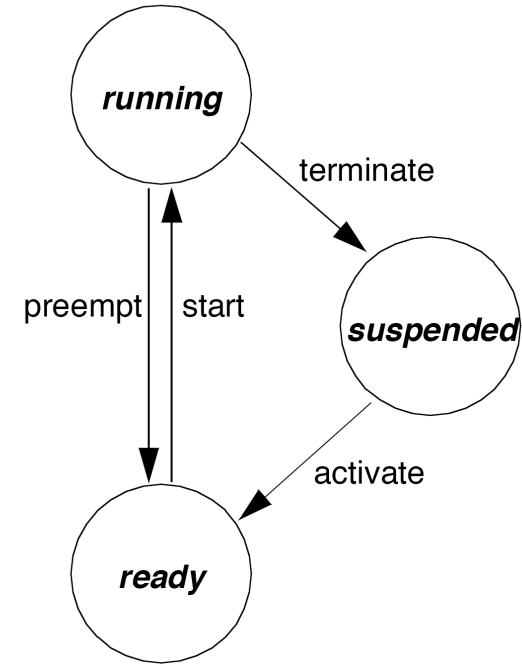 running
terminate
preempt
start
suspended
activate
ready